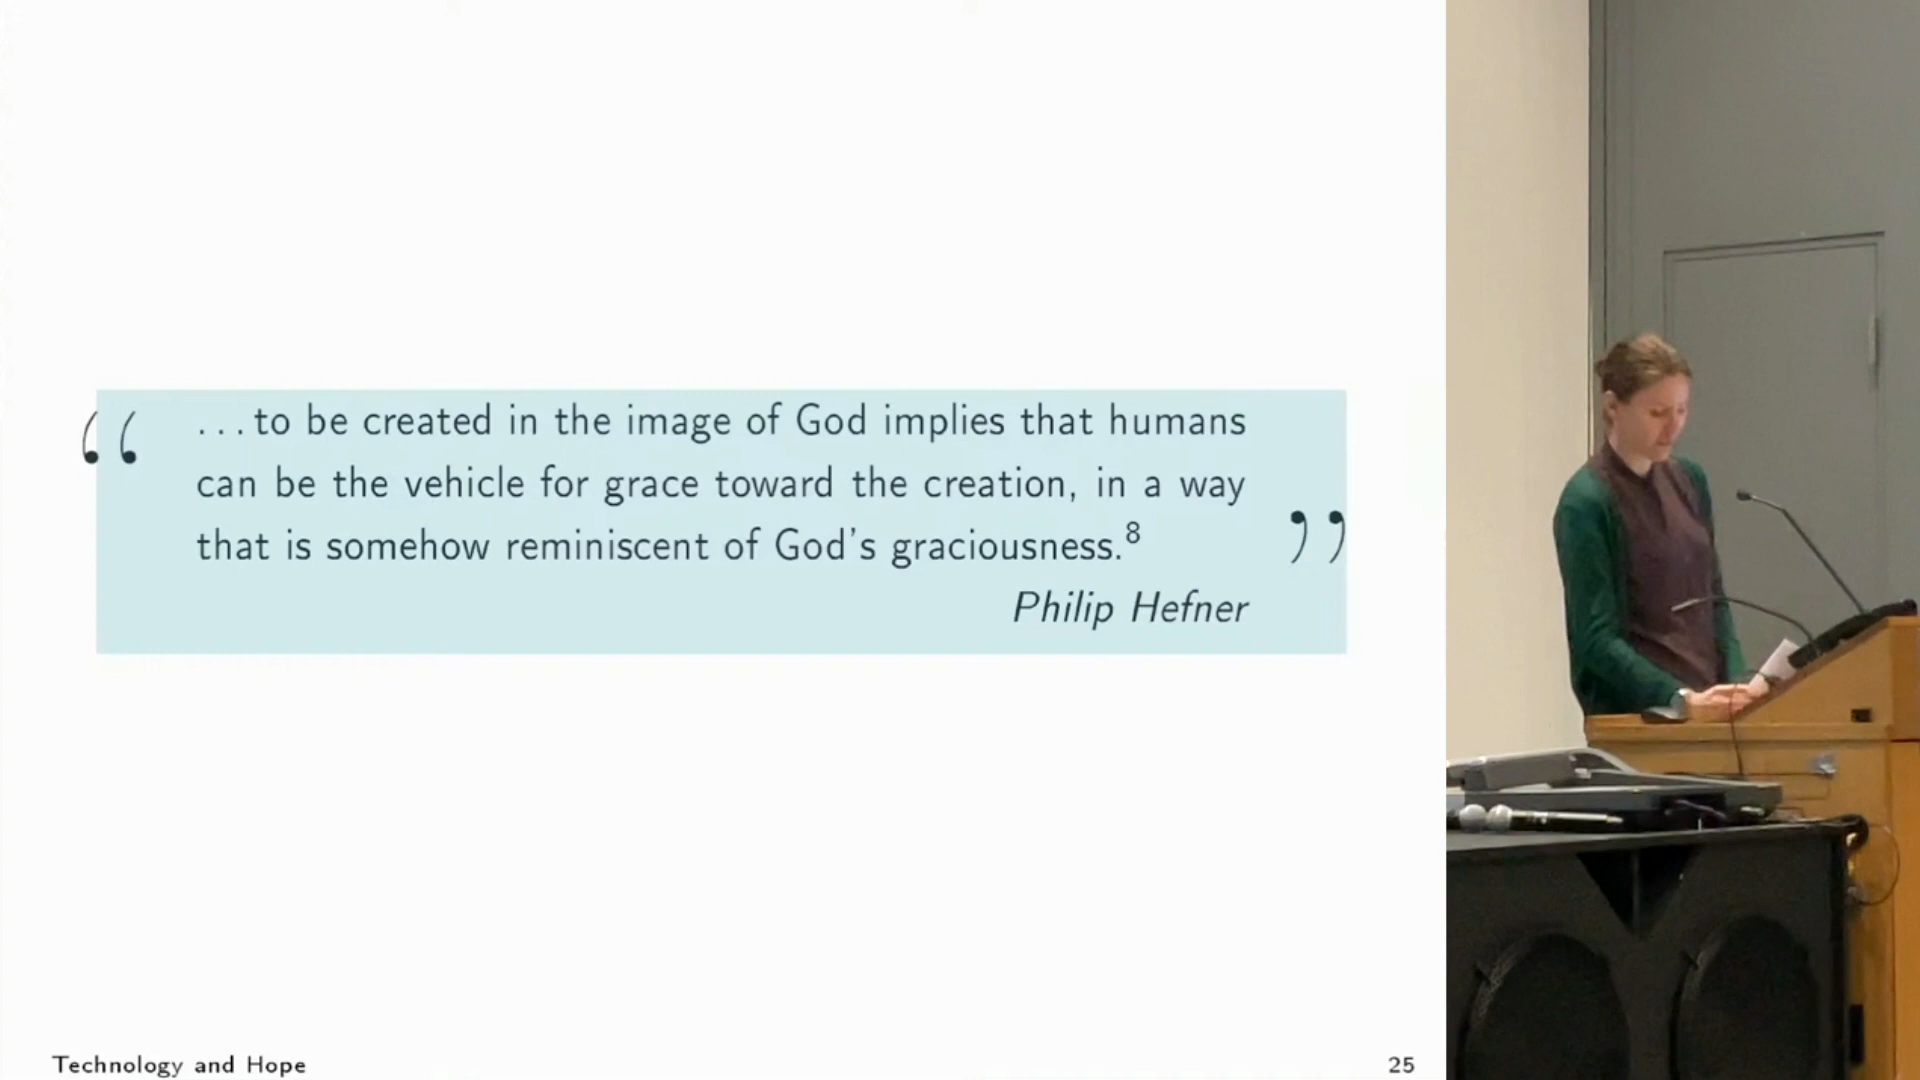 “ ...to be created in the image of God implies that humans
can be the vehicle for grace toward the creation, in a way
that is somehow reminiscent of God's graciousness.⁸ ”
Philip Hefner
Technology and Hope
25